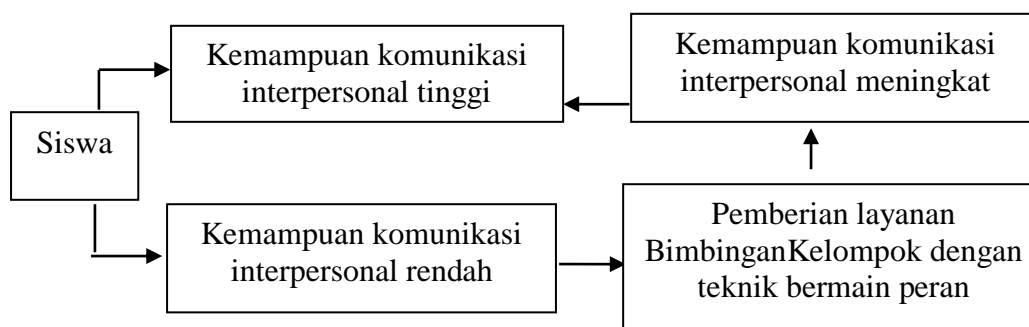 Kemampuan komunikasi
interpersonal tinggi
Kemampuan komunikasi
interpersonal meningkat
Siswa
Kemampuan komunikasi
interpersonal rendah
Pemberian layanan
BimbinganKelompok dengan
teknik bermain peran